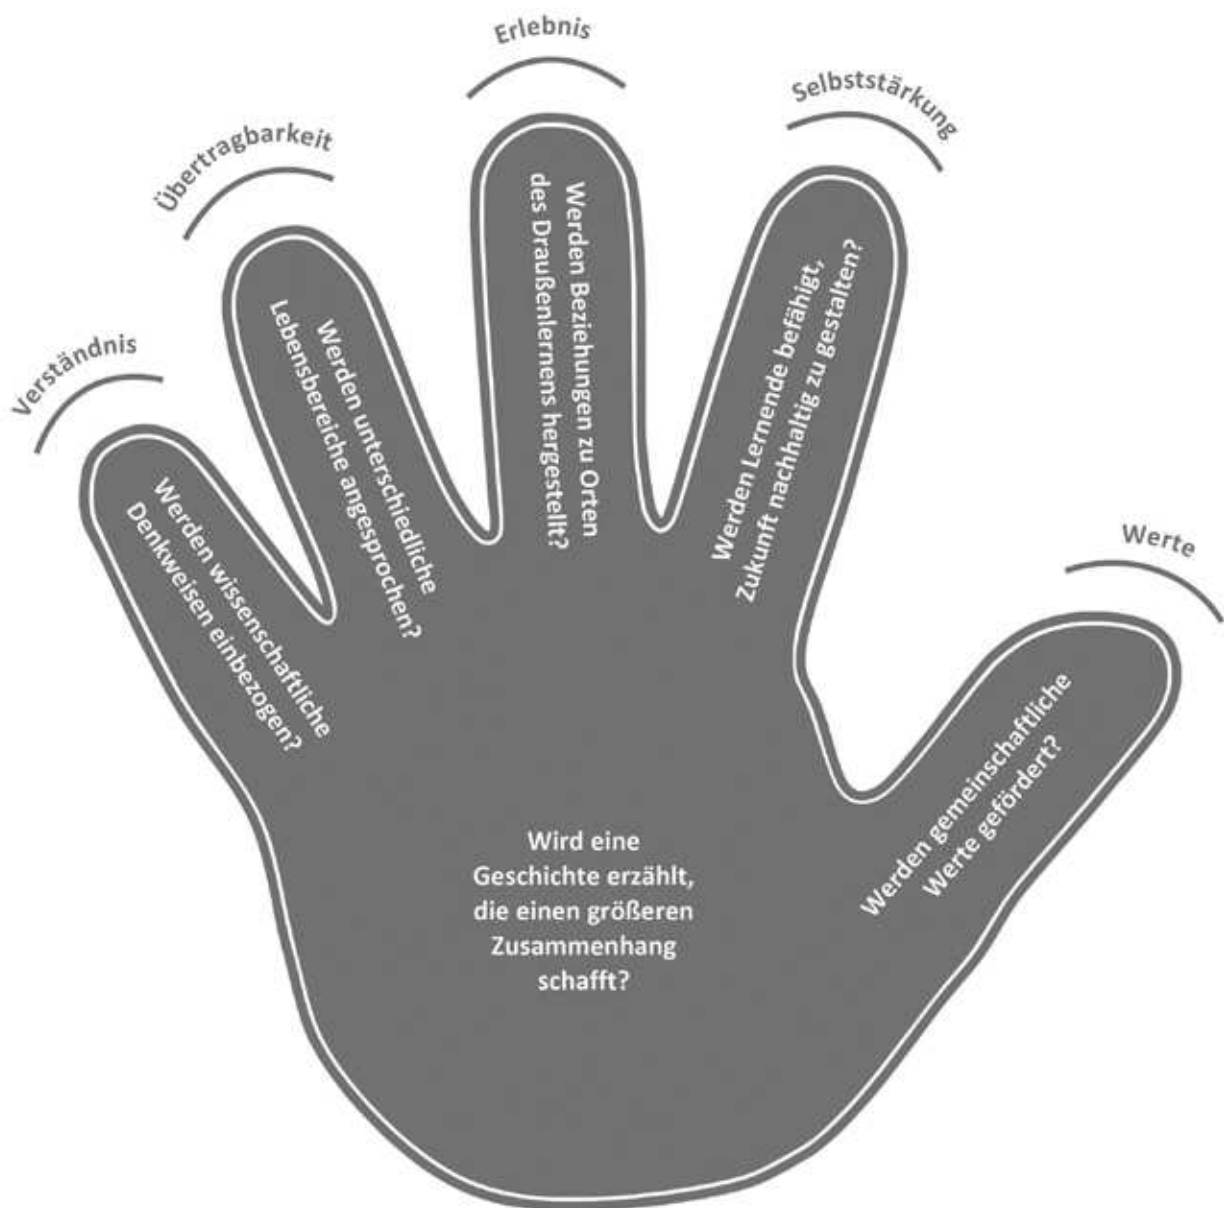 Verständnis
Werden wissenschaftliche
Denkweisen einbezogen?
Übertragbarkeit
Werden unterschiedliche
Lebensbereiche angesprochen?
Erlebnis
Werden Beziehungen zu Orten
des Draußenlernens hergestellt?
Selbststärkung
Werden Lernende befähigt,
Zukunft nachhaltig zu gestalten?
Werte
Werden gemeinschaftliche
Werte gefördert?
Wird eine
Geschichte erzählt,
die einen größeren
Zusammenhang
schafft?